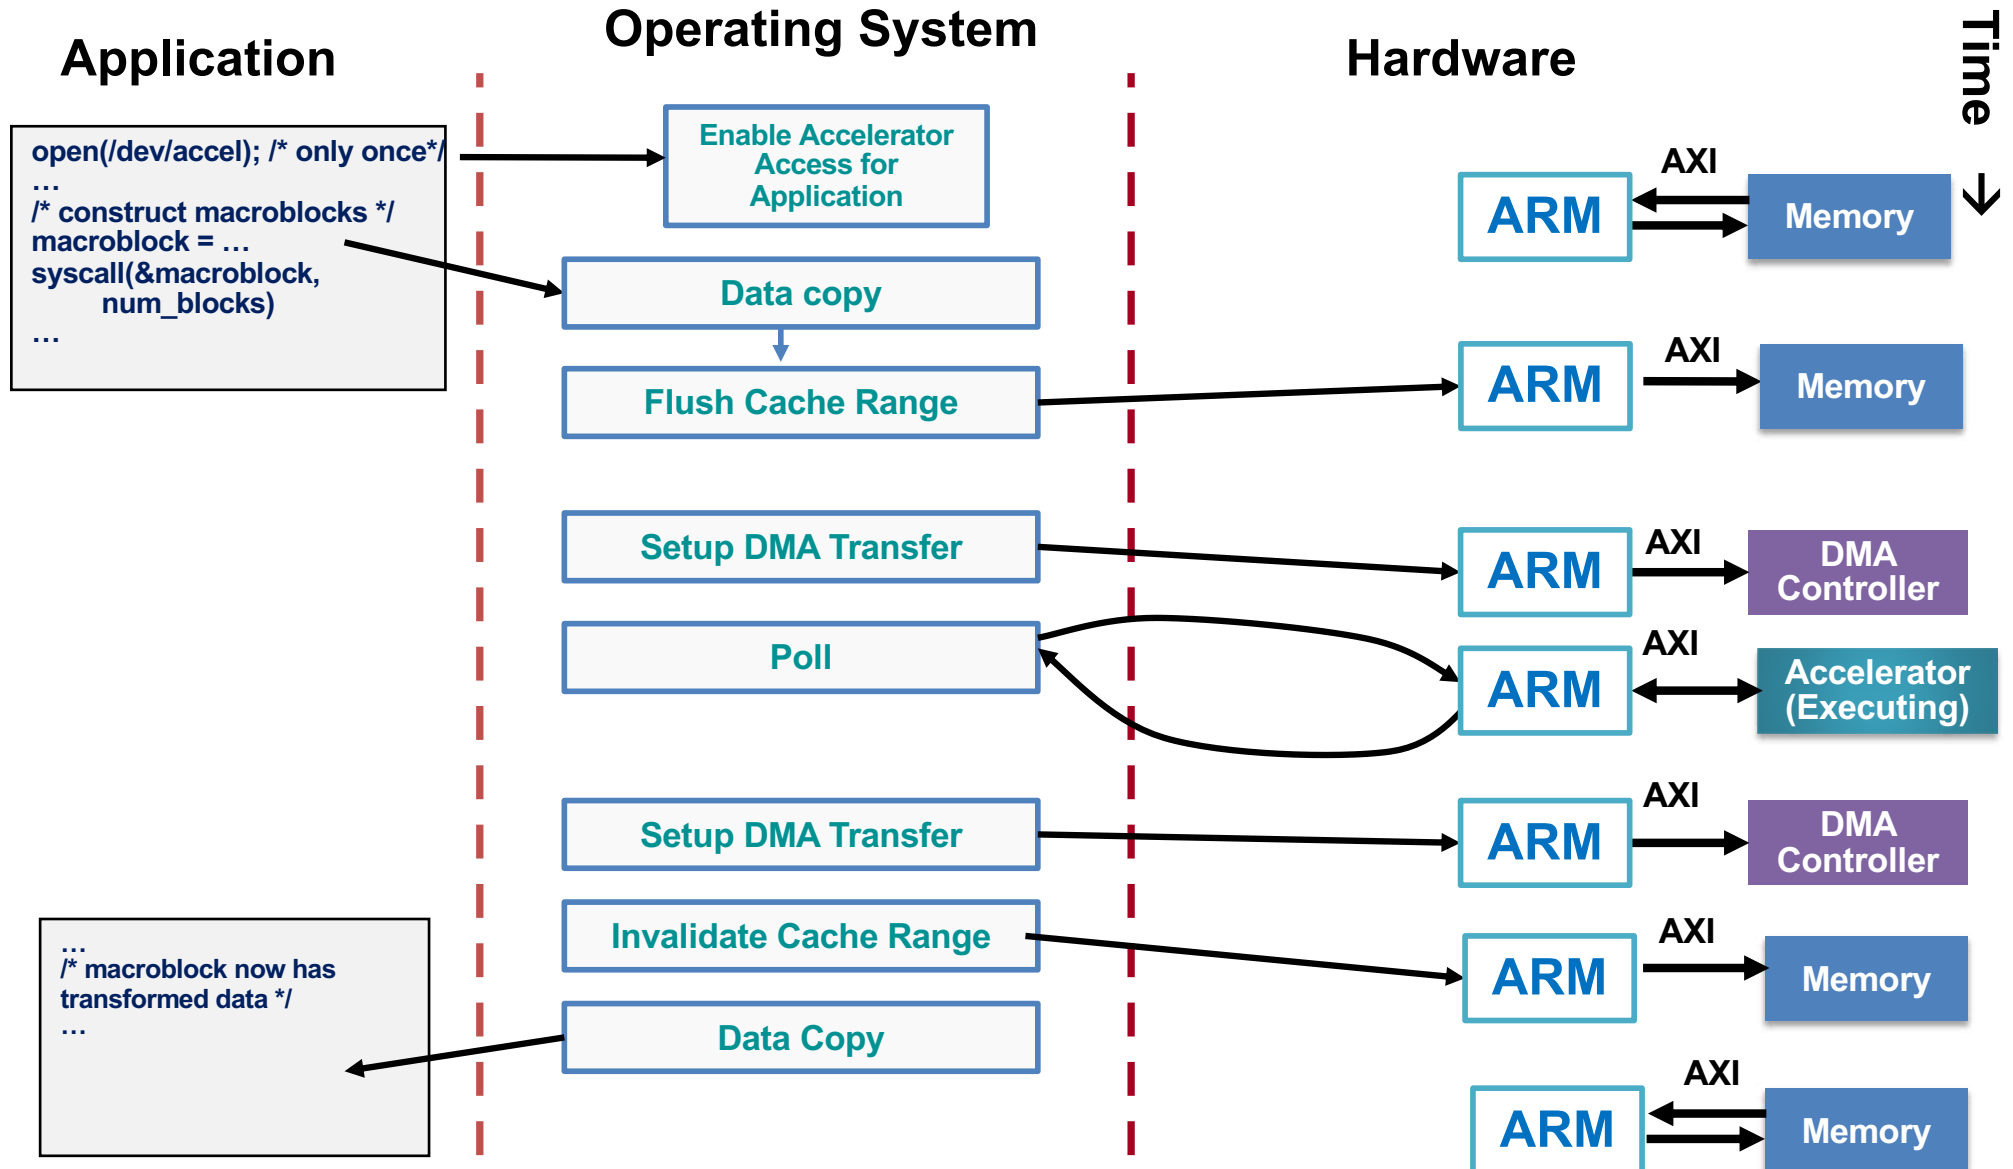 Application
Operating System
Hardware
Time
open(/dev/accel); /* only once*/
…
/* construct macroblocks */
macroblock = …
syscall(&macroblock,
num_blocks)
…
Enable Accelerator
Access for
Application
AXI
ARM
Memory
Data copy
Flush Cache Range
AXI
ARM
Memory
Setup DMA Transfer
AXI
ARM
DMA
Controller
Poll
AXI
ARM
Accelerator
(Executing)
Setup DMA Transfer
AXI
ARM
DMA
Controller
Invalidate Cache Range
AXI
ARM
Memory
…
/* macroblock now has
transformed data */
…
Data Copy
AXI
ARM
Memory